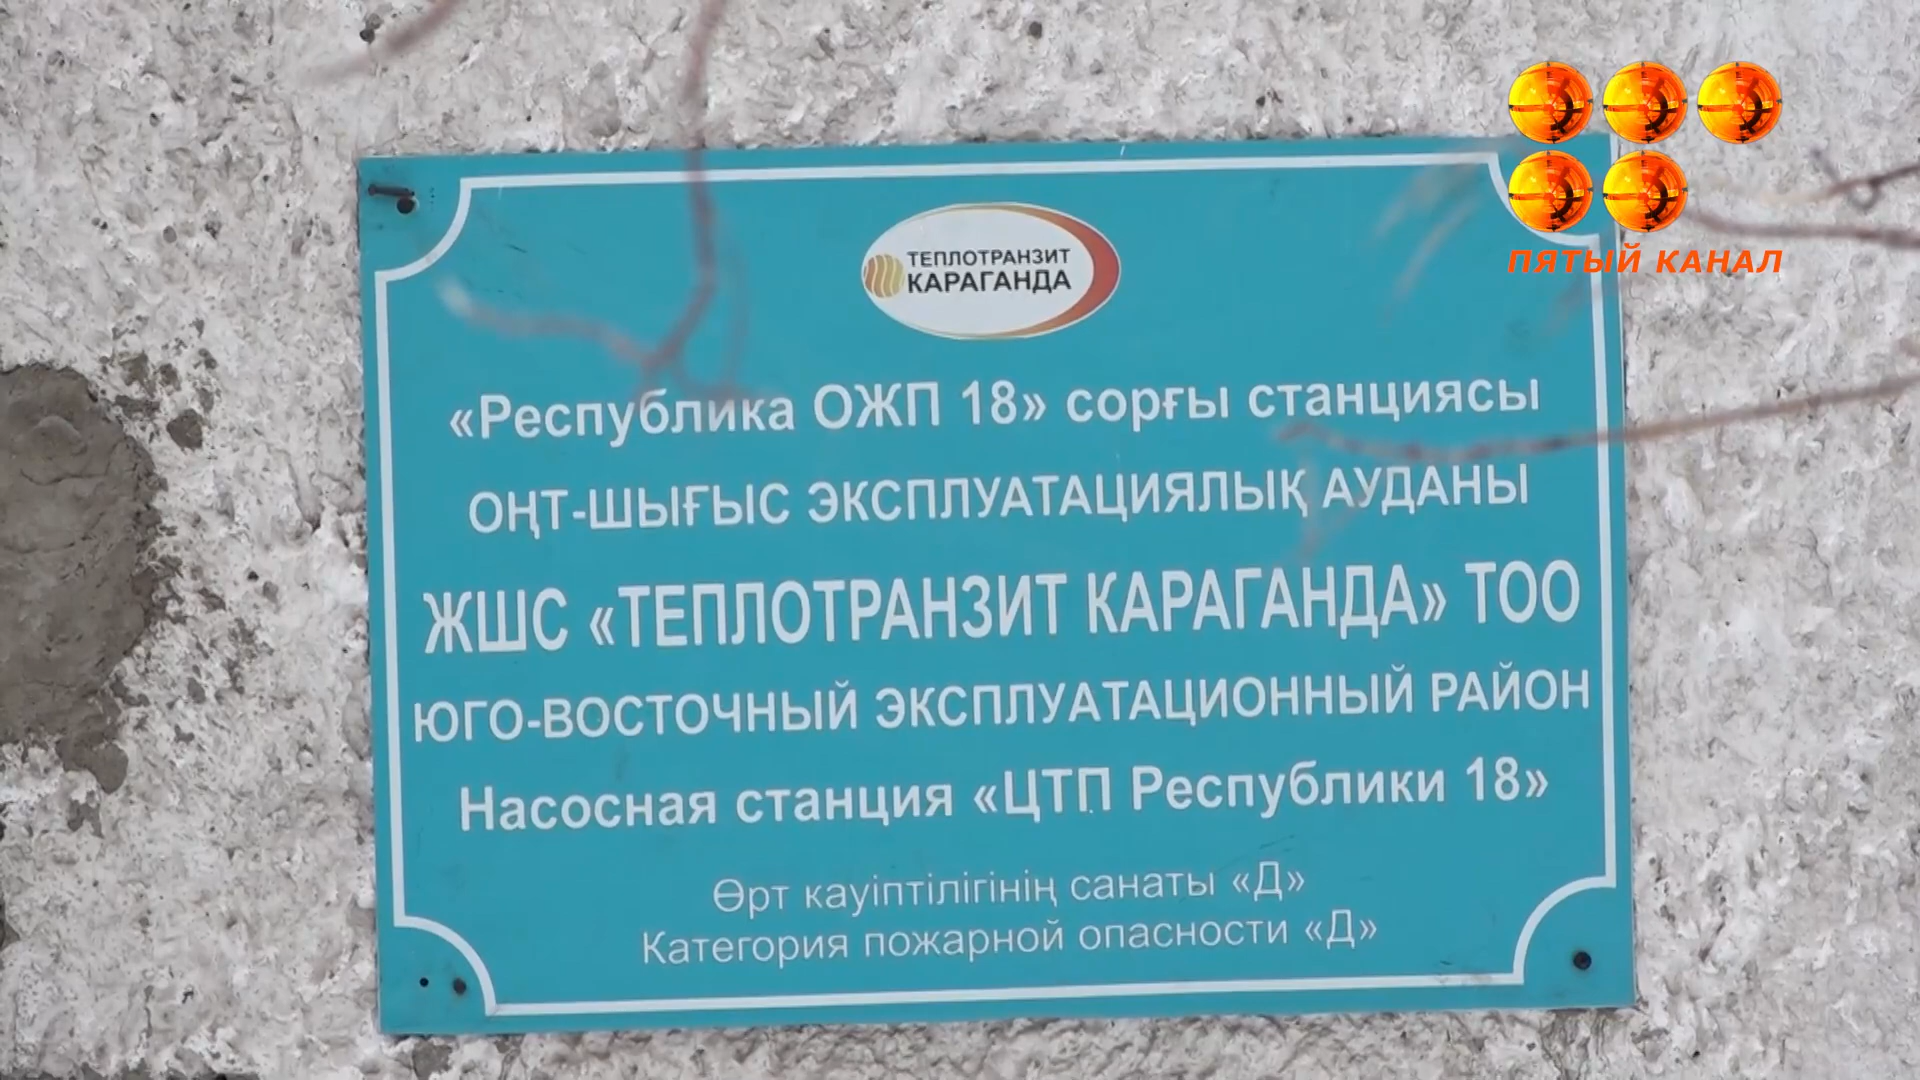 ПЯТЫЙ КАНАЛ
ТЕПЛОТРАНЗИТ
КАРАГАНДА
«Республика ОЖП 18» сорғы станциясы
ОҢТ-ШЫҒЫС ЭКСПЛУАТАЦИЯЛЫҚ АУДАНЫ
ЖШС «ТЕПЛОТРАНЗИТ КАРАГАНДА» ТОО
ЮГО-ВОСТОЧНЫЙ ЭКСПЛУАТАЦИОННЫЙ РАЙОН
Насосная станция «ЦТП Республики 18»
Өрт кауіптілігінің санаты «Д»
Категория пожарной опасности «Д»